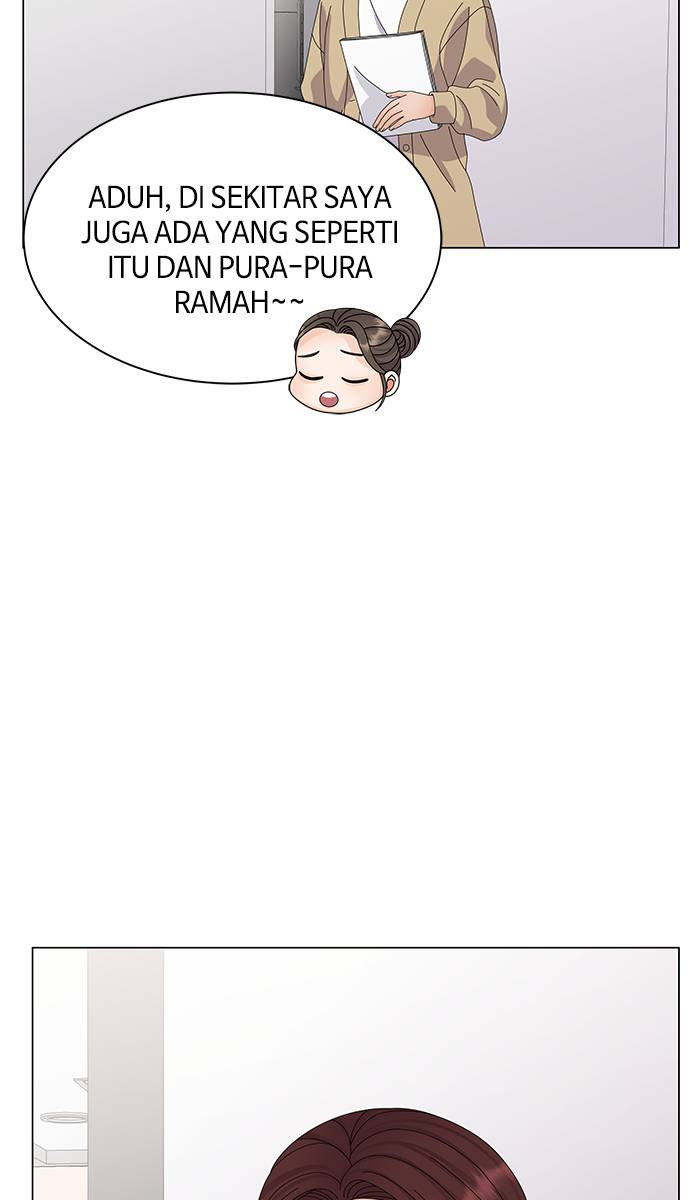 ADUH, DI SEKITAR SAYA
JUGA ADA YANG SEPERTI
ITU DAN PURA-PURA
RAMAH~~